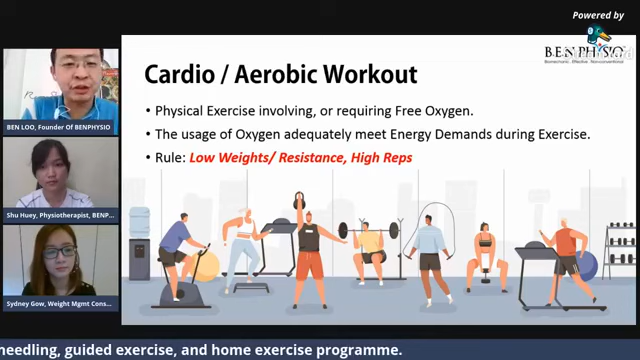 Powered by
BENPHYSIO
Biomechanic. Effective. Nonconventional
Cardio / Aerobic Workout
• Physical Exercise involving, or requiring Free Oxygen.
• The usage of Oxygen adequately meet Energy Demands during Exercise.
• Rule: Low Weights/ Resistance, High Reps
BEN LOO, Founder Of BENPHYSIO
Shu Huey, Physiotherapist, BENP...
Sydney Gow, Weight Mgmt Cons...
needling, guided exercise, and home exercise programme.